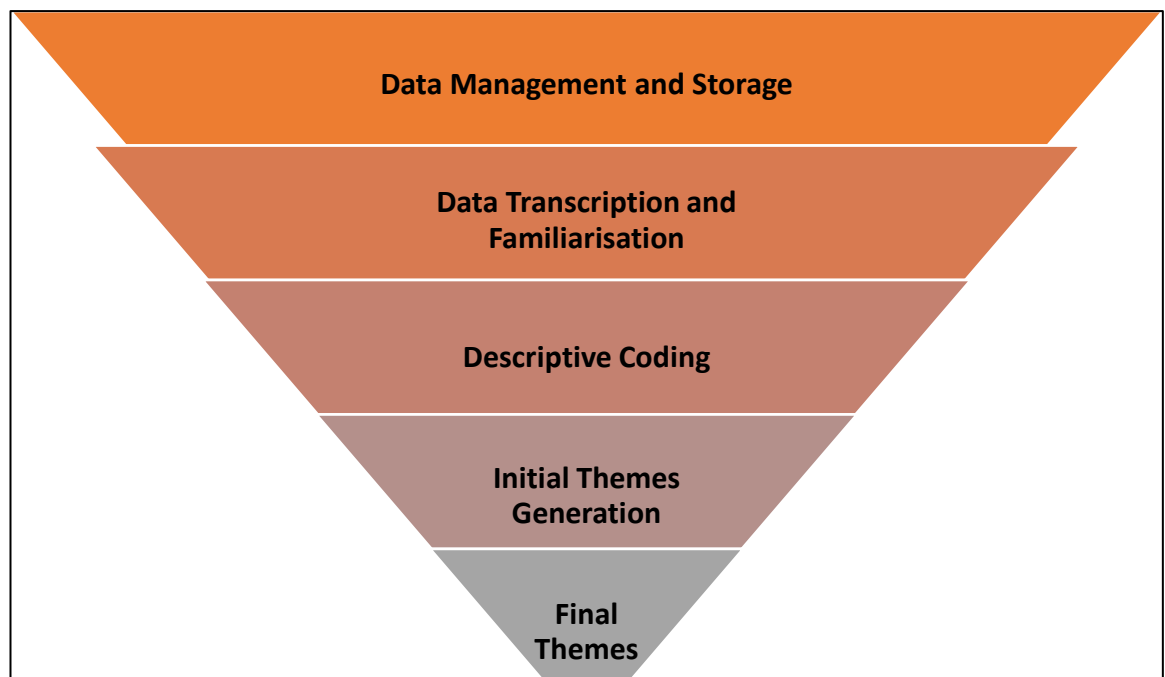 Data Management and Storage
Data Transcription and
Familiarisation
Descriptive Coding
Initial Themes
Generation
Final
Themes